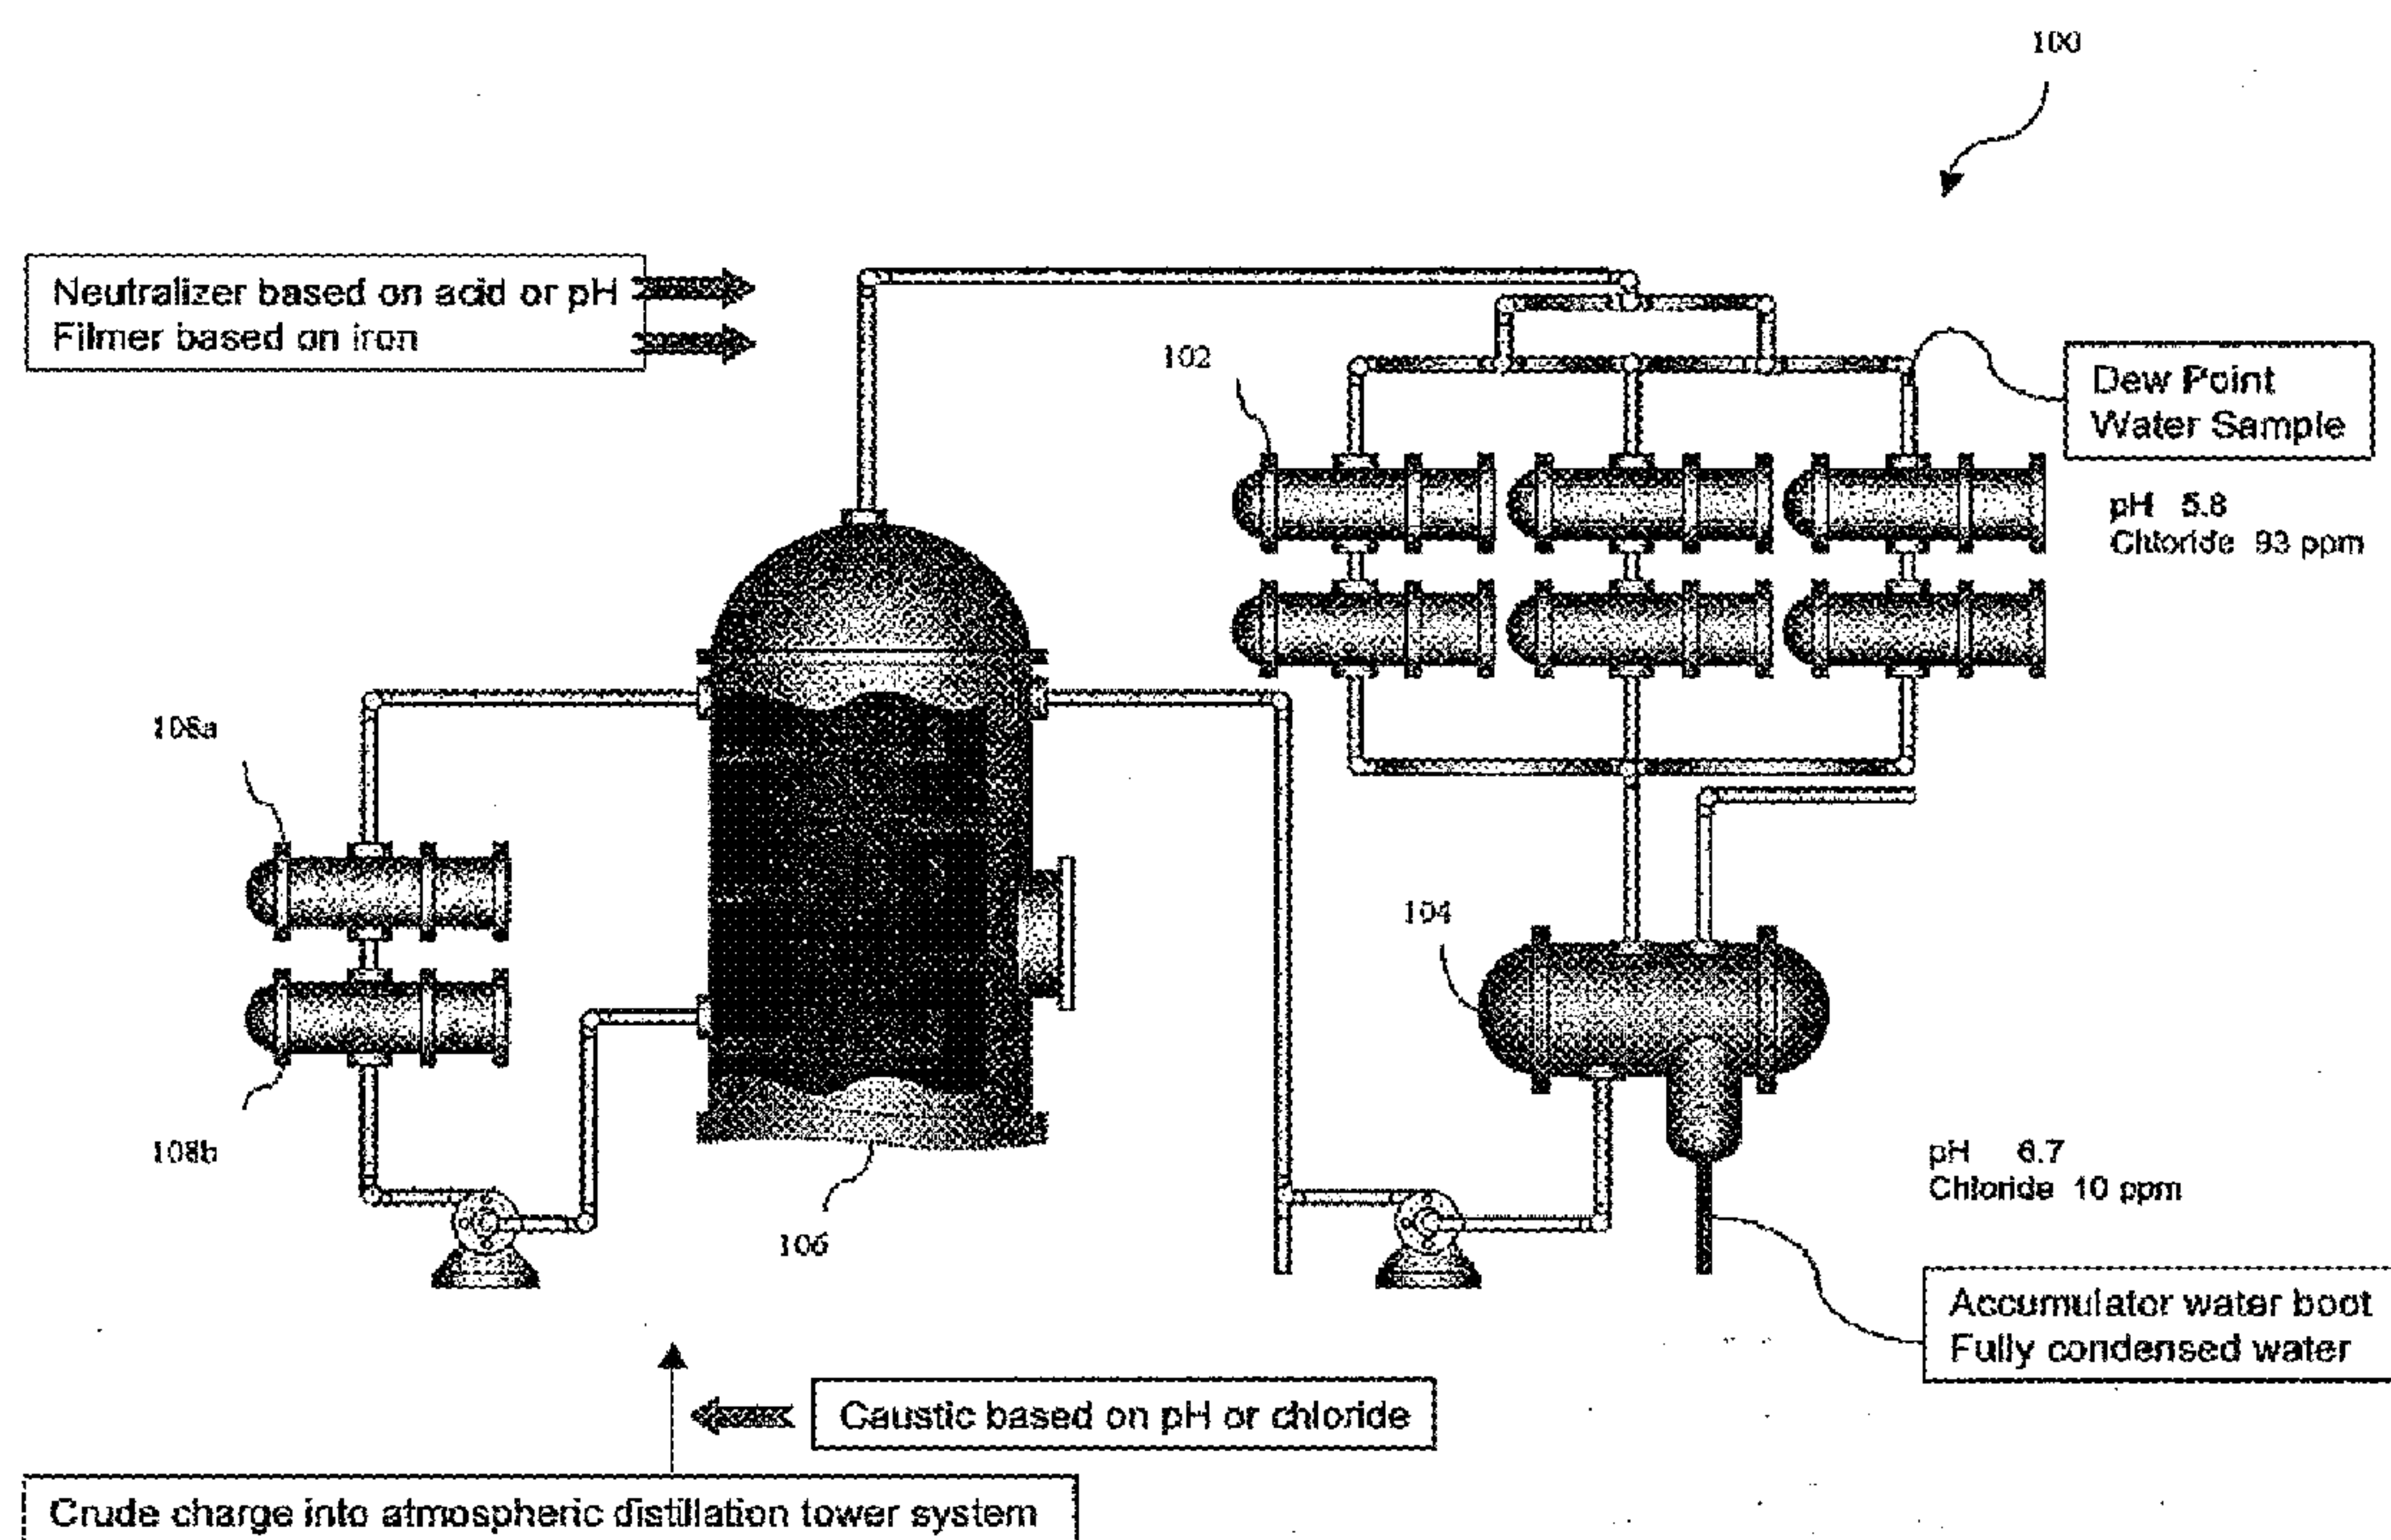 100
Neutralizer based on acid or pH
Filmer based on iron
102
Dew Point
Water Sample
pH 5.8
Chloride 93 ppm
108a
104
108b
106
pH 6.7
Chloride 10 ppm
Accumulator water boot
Fully condensed water
Caustic based on pH or chloride
Crude charge into atmospheric distillation tower system